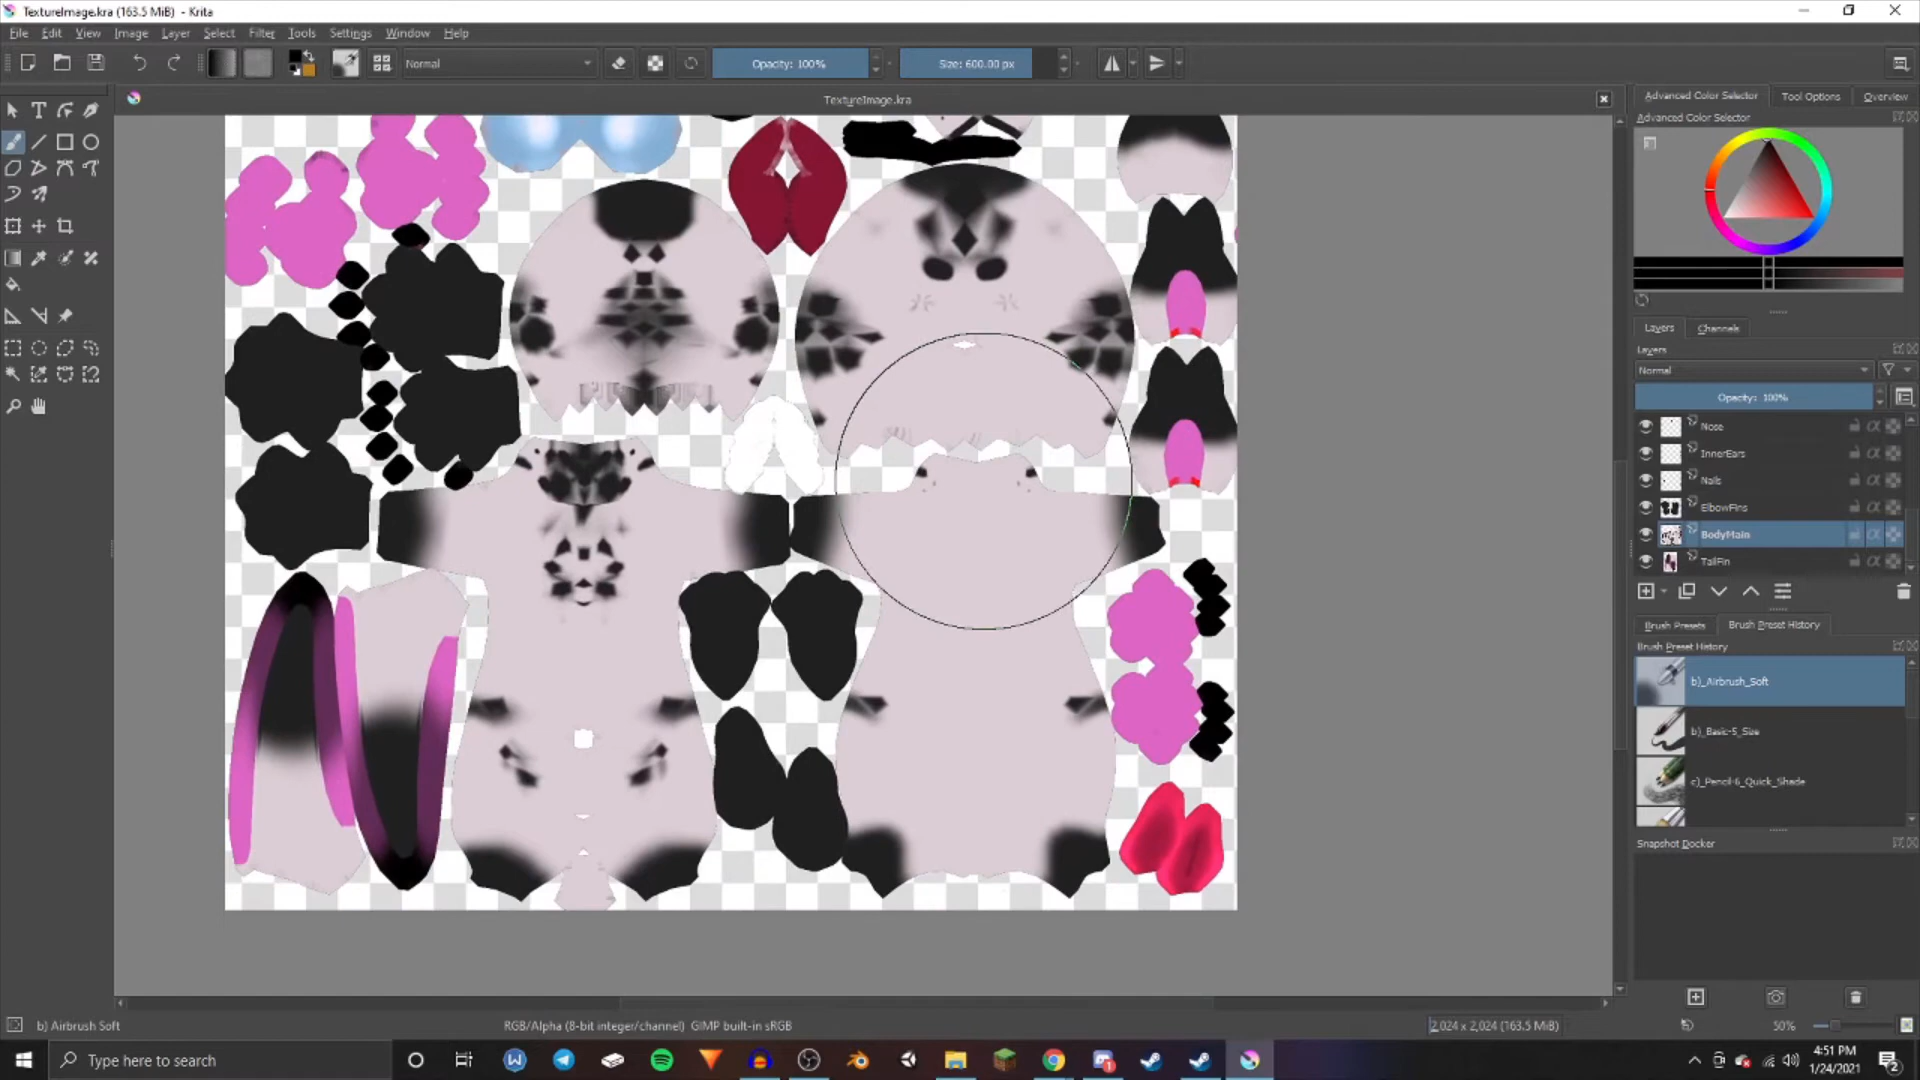 TextureImage.kra (163.5 MiB) - Krita
File Edit View Image Layer Select Filter Tools Settings Window Help
Normal
Opacity: 100%
Size: 600.00 px
TextureImage.kra
Advanced Color Selector Tool Options Overview
Advanced Color Selector
Layers Channels
Layers
Normal
Opacity: 100%
Nose
InnerEars
Nails
ElbowFins
BodyMain
TailFin
Brush Presets Brush Preset History
Brush Preset History
b)_Airbrush_Soft
b)_Basic-5_Size
c)_Pencil-6_Quick_Shade
Snapshot Docker
b) Airbrush Soft
RGB/Alpha (8-bit integer/channel) GIMP built-in sRGB
2,024 x 2,024 (163.5 MiB)
50%
Type here to search
4:51 PM
1/24/2021
2